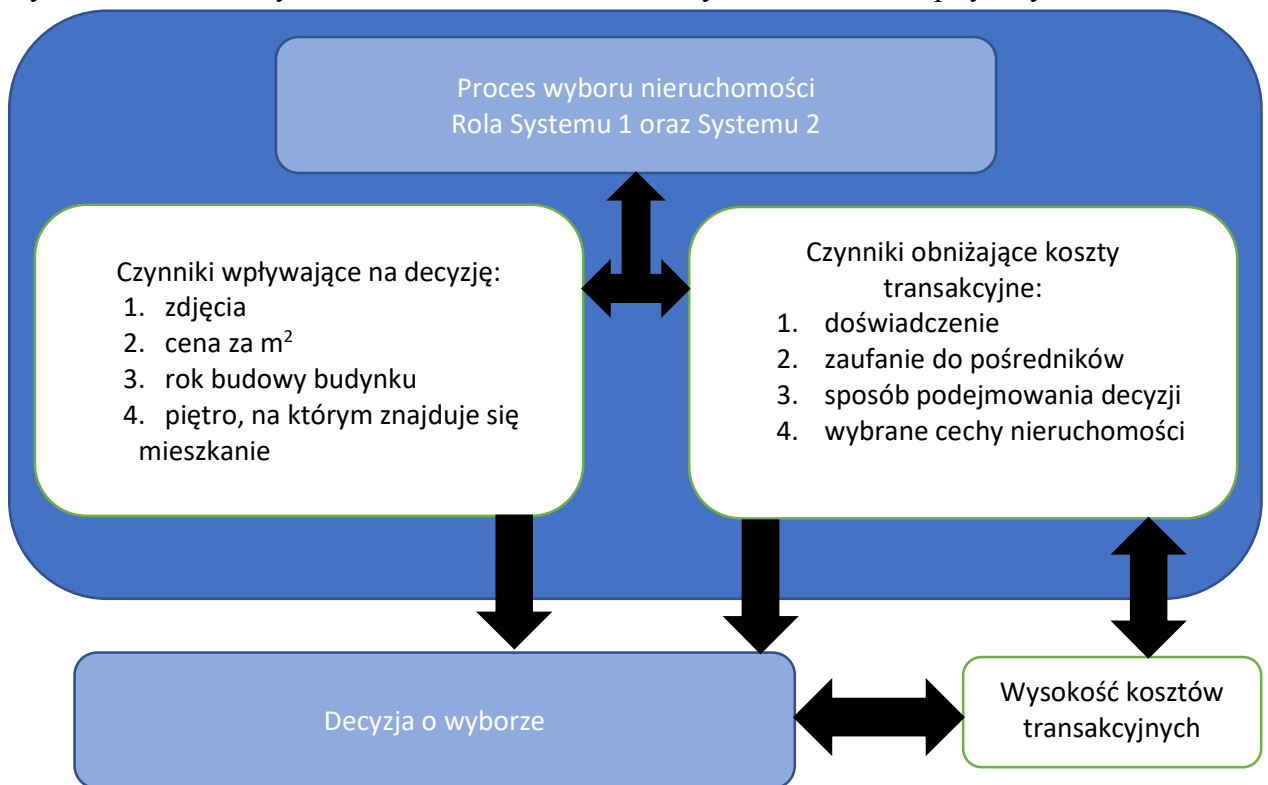 Proces wyboru nieruchomości
Rola Systemu 1 oraz Systemu 2
Czynniki wpływające na decyzję:
1. zdjęcia
2. cena za m²
3. rok budowy budynku
4. piętro, na którym znajduje się
mieszkanie
Czynniki obniżające koszty
transakcyjne:
1. doświadczenie
2. zaufanie do pośredników
3. sposób podejmowania decyzji
4. wybrane cechy nieruchomości
Decyzja o wyborze
Wysokość kosztów
transakcyjnych